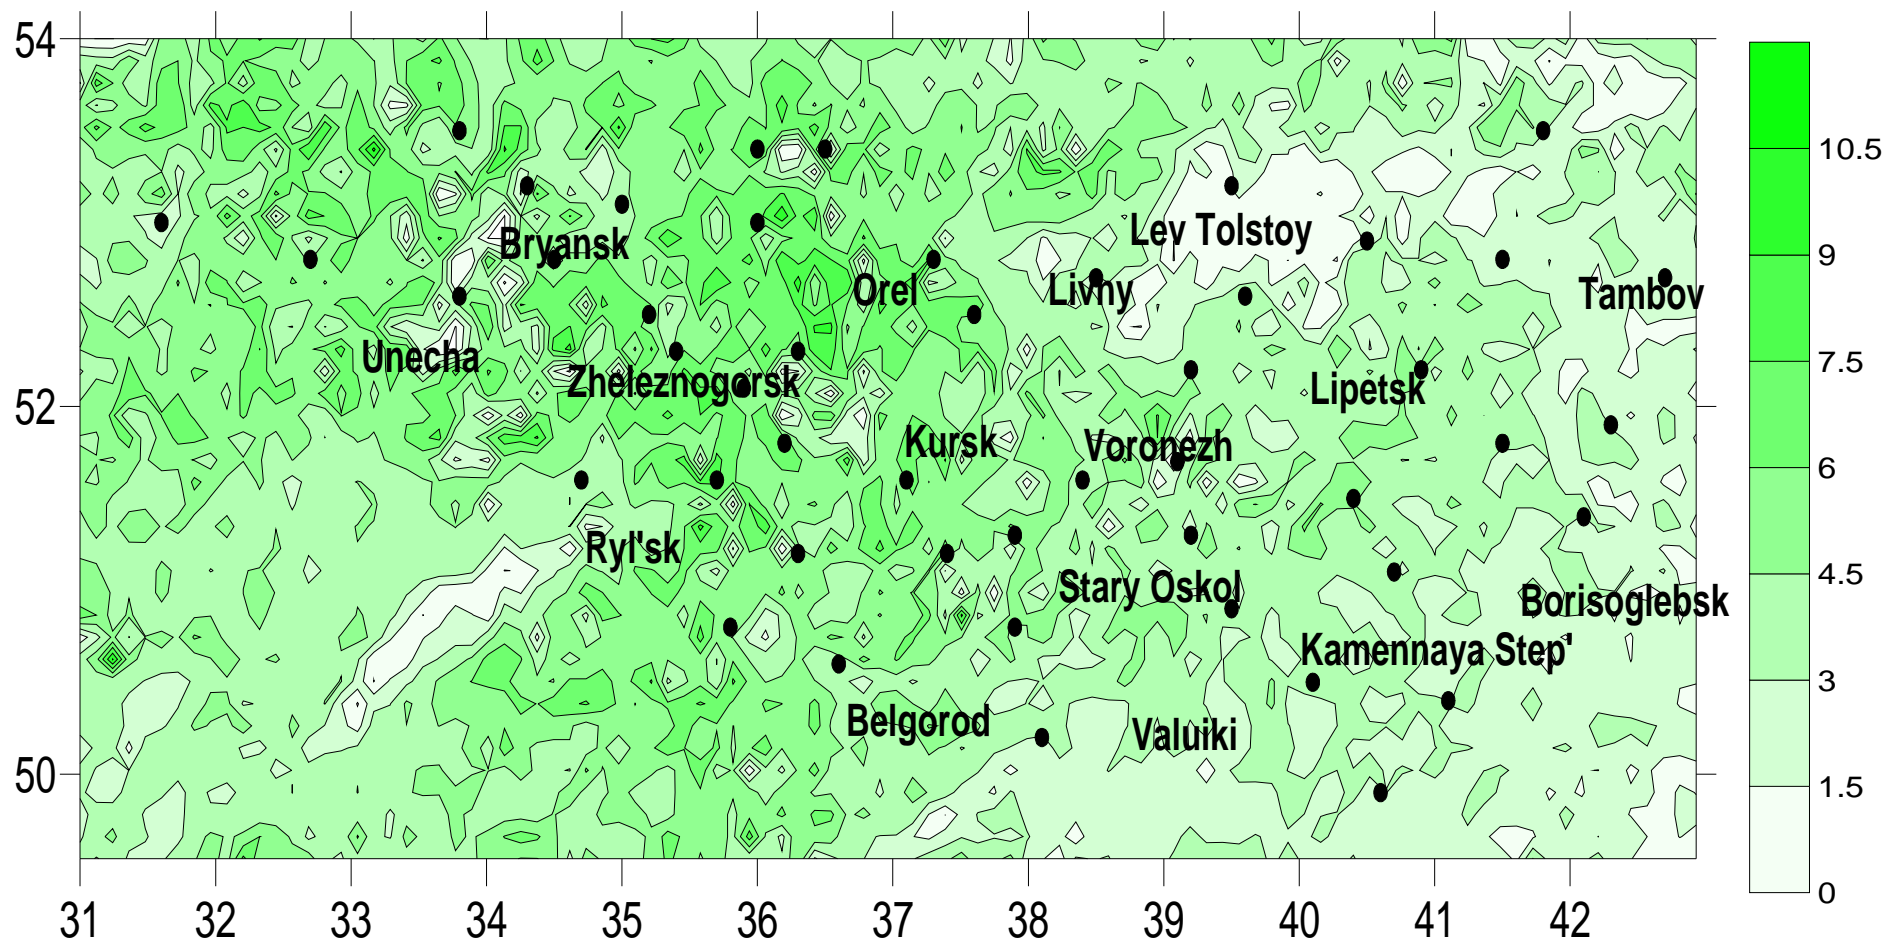 54
10.5
Lev Tolstoy
Bryansk
9
Orel
Livny
Tambov
Unecha
7.5
Zheleznogorsk
Lipetsk
52
Kursk
Voronezh
6
Ryl'sk
4.5
Stary Oskol
Borisoglebsk
Kamennaya Step'
3
Belgorod
Valuiki
50
1.5
0
31 32 33 34 35 36 37 38 39 40 41 42